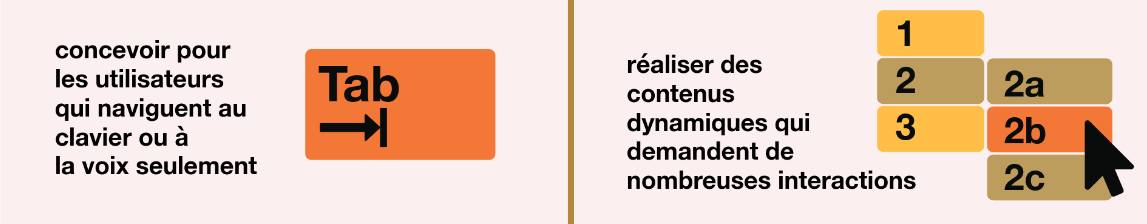 concevoir pour
les utilisateurs
qui naviguent au
clavier ou à
la voix seulement
Tab
réaliser des
contenus
dynamiques qui
demandent de
nombreuses interactions
1
2
3
2a
2b
2c